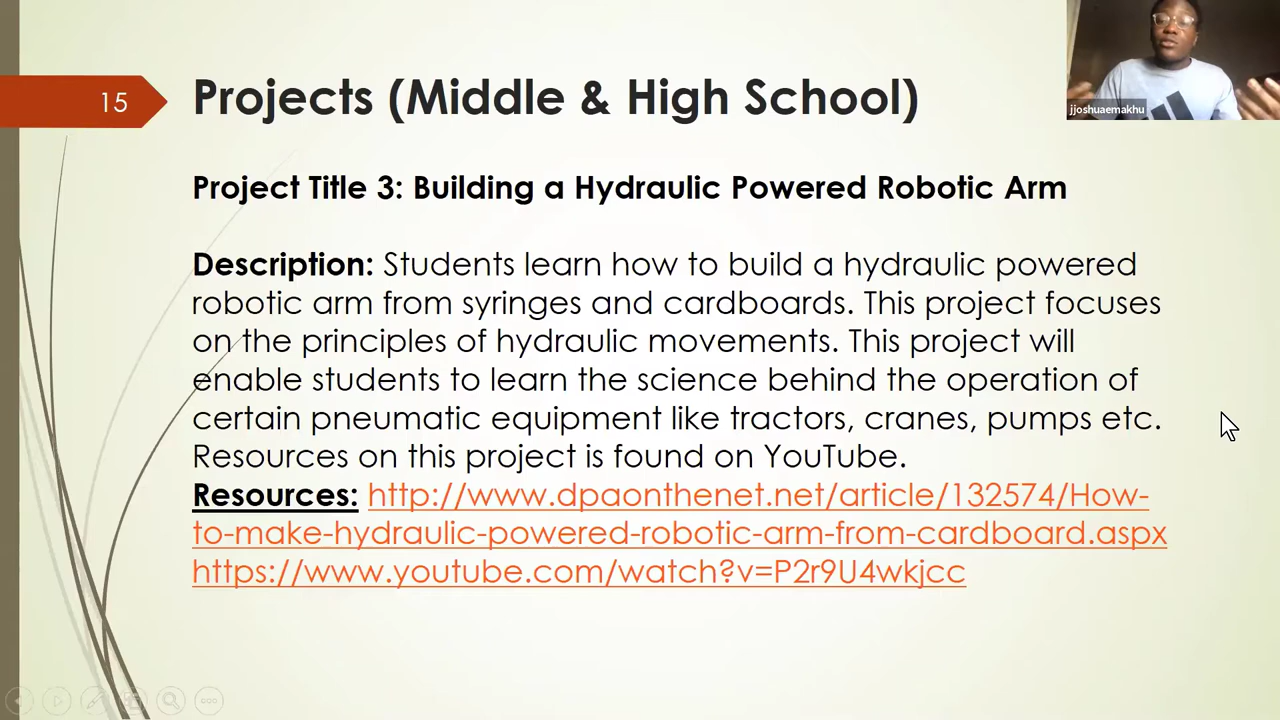 15
Projects (Middle & High School)
jjoshuaemakhu
Project Title 3: Building a Hydraulic Powered Robotic Arm
Description: Students learn how to build a hydraulic powered
robotic arm from syringes and cardboards. This project focuses
on the principles of hydraulic movements. This project will
enable students to learn the science behind the operation of
certain pneumatic equipment like tractors, cranes, pumps etc.
Resources on this project is found on YouTube.
Resources: http://www.dpaonthenet.net/article/132574/How-
to-make-hydraulic-powered-robotic-arm-from-cardboard.aspx
https://www.youtube.com/watch?v=P2r9U4wkjcc